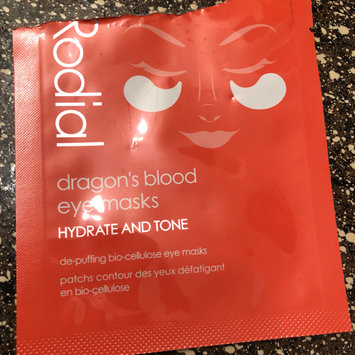 Rodial
dragon's blood
eye masks
HYDRATE AND TONE
de-puffing bio-cellulose eye masks
patchs contour des yeux défatigant
en bio-cellulose